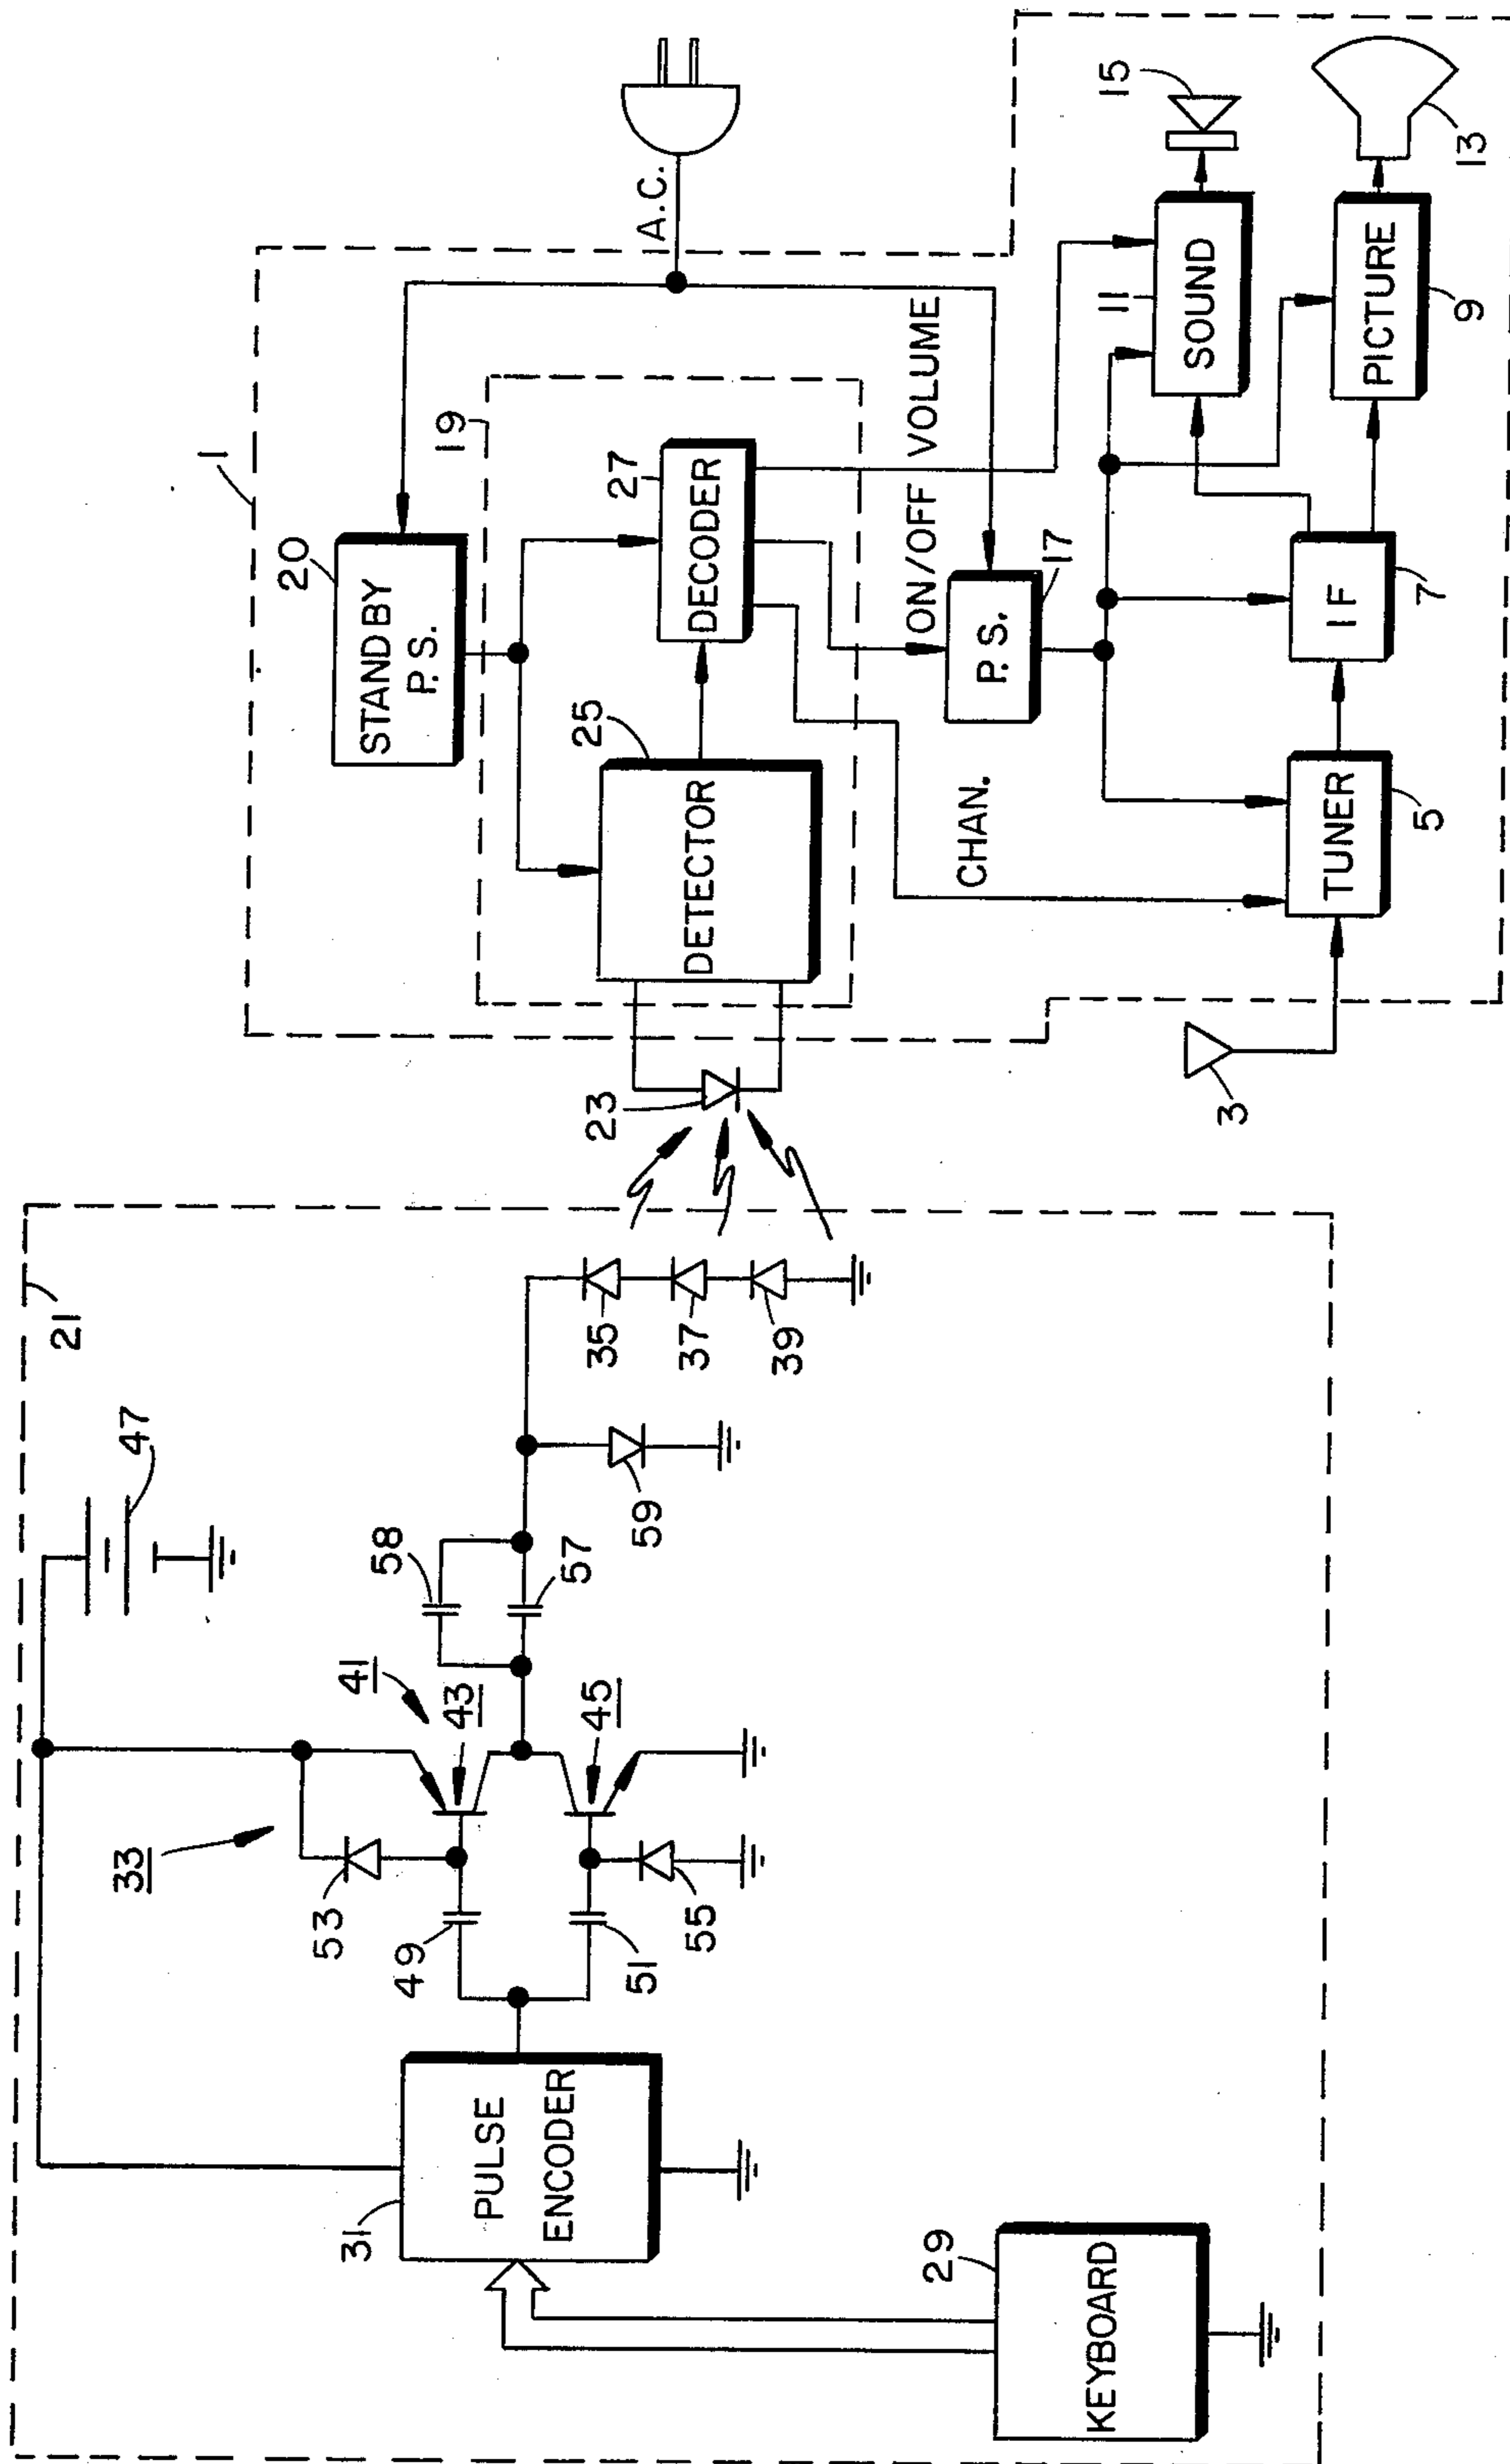 21
47
33
53
49
51
55
41
43
45
58
57
59
35
37
39
31
PULSE
ENCODER
29
KEYBOARD
1
20
STANDBY
P.S.
A.C.
19
25
DETECTOR
27
DECODER
23
CHAN.
ON/OFF
VOLUME
P.S.
17
3
TUNER
5
IF
7
11
SOUND
15
PICTURE
9
13